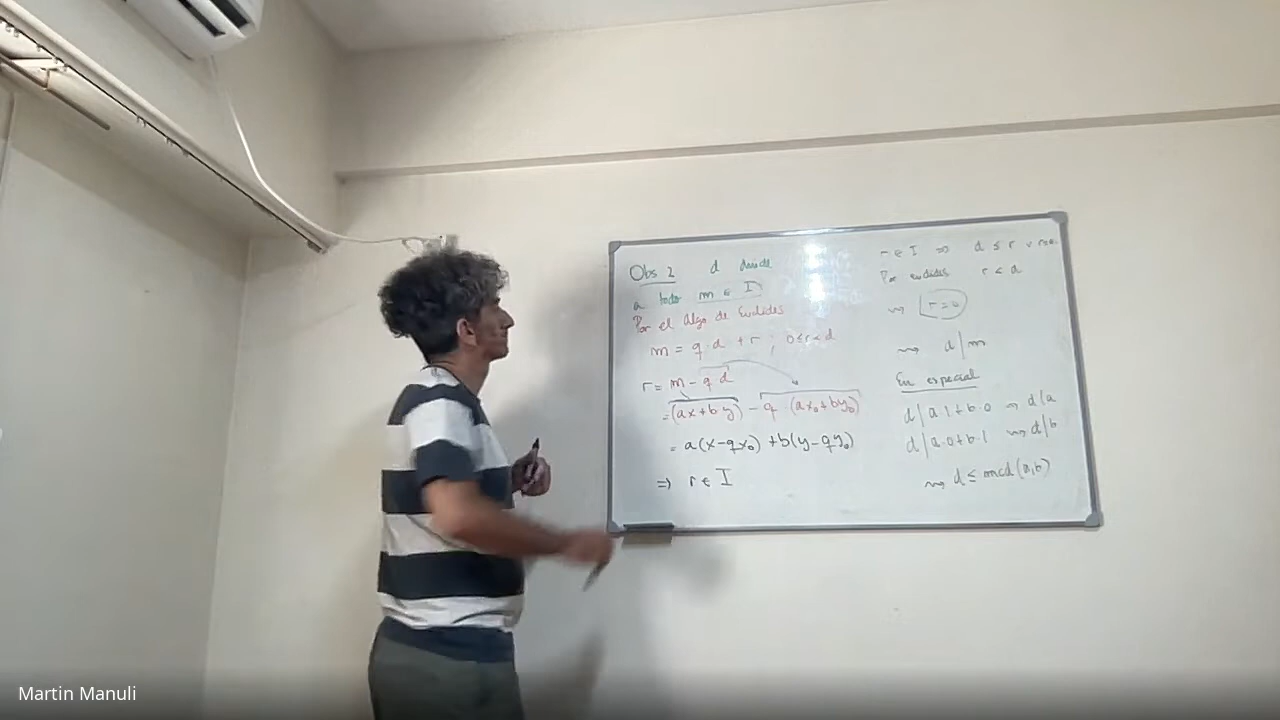 Obs 2 d divide
a todo m ∈ I
Por el Algo de Euclides
m = q d + r ; 0≤r<d
r = m - q d
= (ax+by) - q (ax₀+by₀)
= a(x-qx₀) + b(y-qy₀)
⇒ r ∈ I
r ∈ I ⇒ d ≤ r v r=0
Por euclides r < d
⇝ r=0
⇝ d|m
En especial
d|a.1+b.0 ⇝ d|a
d|a.0+b.1 ⇝ d|b
⇝ d ≤ mcd(a,b)
Martin Manuli